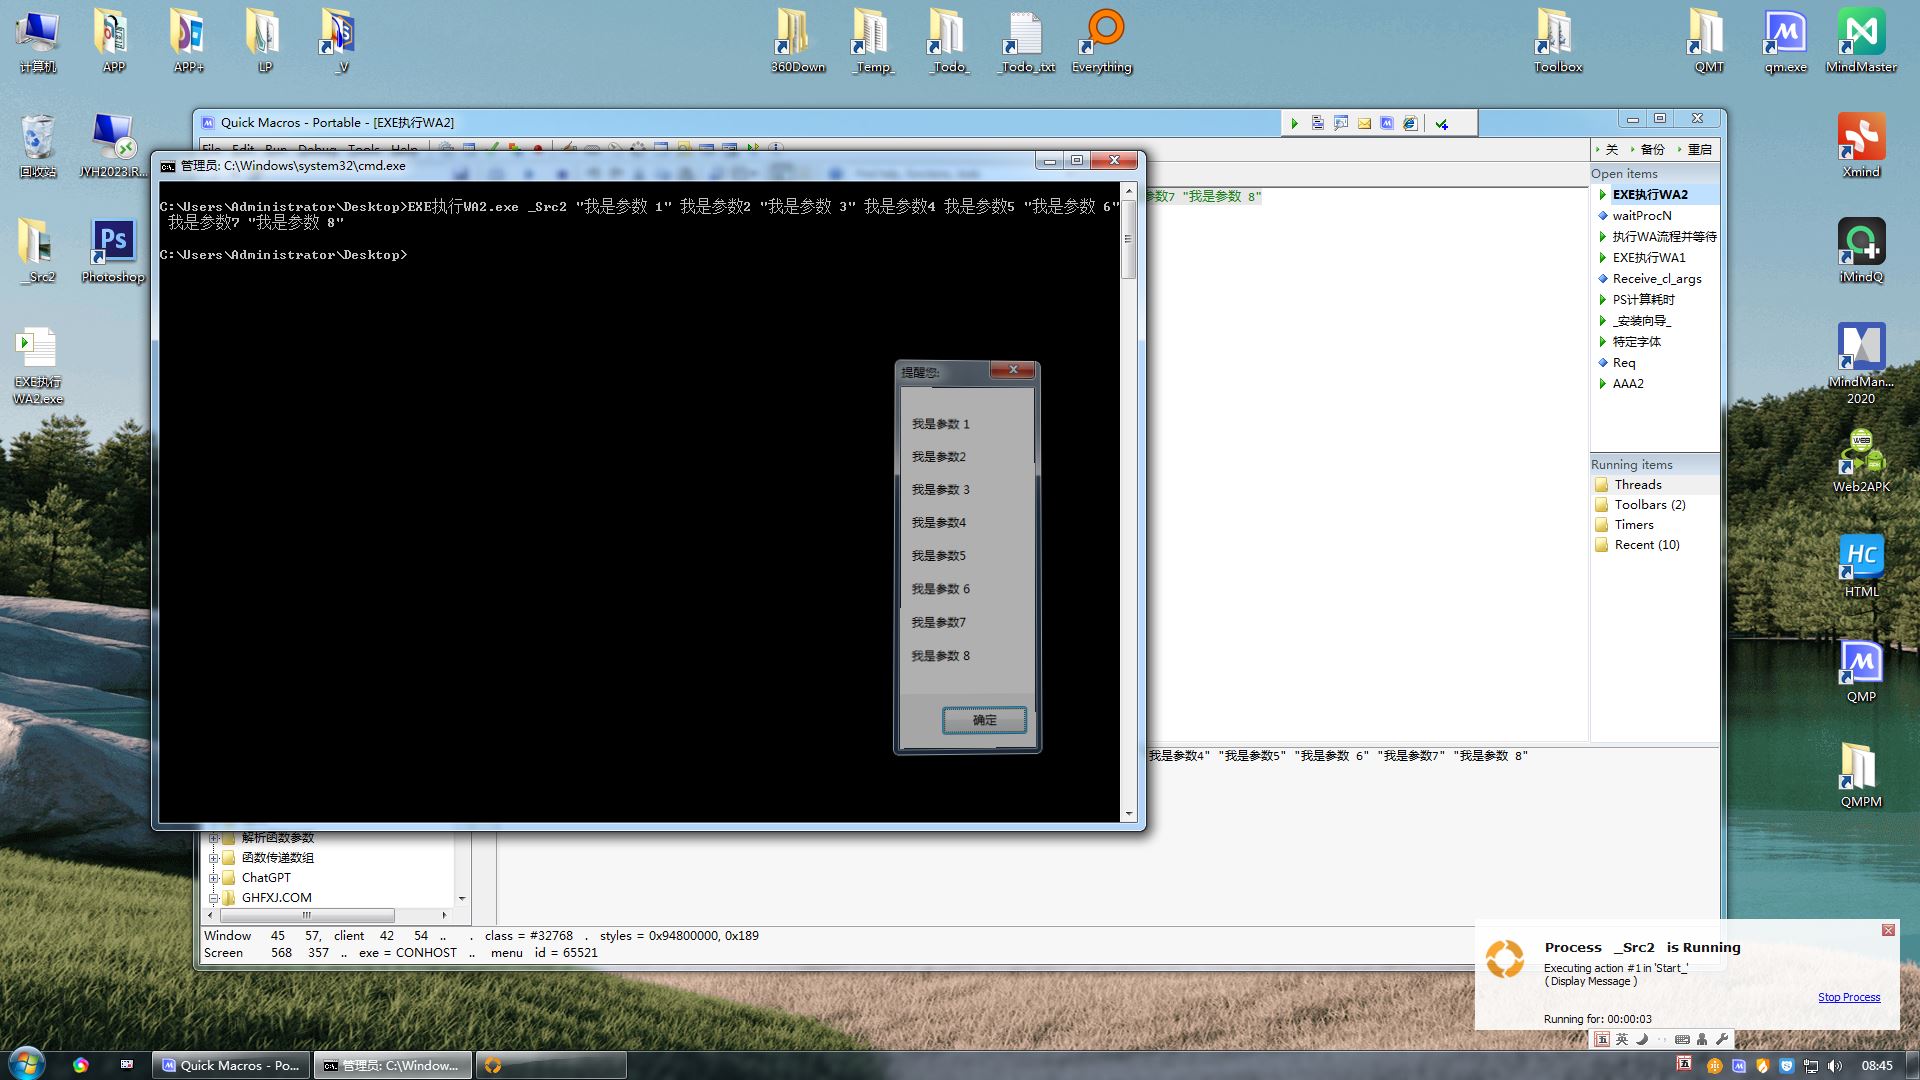 计算机
APP
APP+
LP
_V
360Down
_Temp_
_Todo_
_Todo_.txt
Everything
Toolbox
QMT
qm.exe
MindMaster
回收站
JYH2023.R...
__Src2
Photoshop
EXE执行
WA2.exe
Quick Macros - Portable - [EXE执行WA2]
File Edit Run Debug Tools Help
关 备份 重启
管理员: C:\Windows\system32\cmd.exe
C:\Users\Administrator\Desktop>EXE执行WA2.exe _Src2 "我是参数 1" 我是参数2 "我是参数 3" 我是参数4 我是参数5 "我是参数 6"
我是参数7 "我是参数 8"
C:\Users\Administrator\Desktop>
参数7 "我是参数 8"
提醒您:
我是参数 1
我是参数2
我是参数 3
我是参数4
我是参数5
我是参数 6
我是参数7
我是参数 8
确定
Open items
EXE执行WA2
waitProcN
执行WA流程并等待
EXE执行WA1
Receive_cl_args
PS计算耗时
_安装向导_
特定字体
Req
AAA2
Running items
Threads
Toolbars (2)
Timers
Recent (10)
我是参数4" "我是参数5" "我是参数 6" "我是参数7" "我是参数 8"
解析函数参数
函数传递数组
ChatGPT
GHFXJ.COM
Window 45 57, client 42 54 .. . class = #32768 . styles = 0x94800000, 0x189
Screen 568 357 .. exe = CONHOST .. menu id = 65521
Xmind
iMindQ
MindMan...
2020
WEB
Web2APK
HC
HTML
QMP
QMPM
Ps
Process _Src2 is Running
Executing action #1 in 'Start_'
( Display Message )
Stop Process
Running for: 00:00:03
五 英
Quick Macros - Po...
管理员: C:\Window...
五
08:45